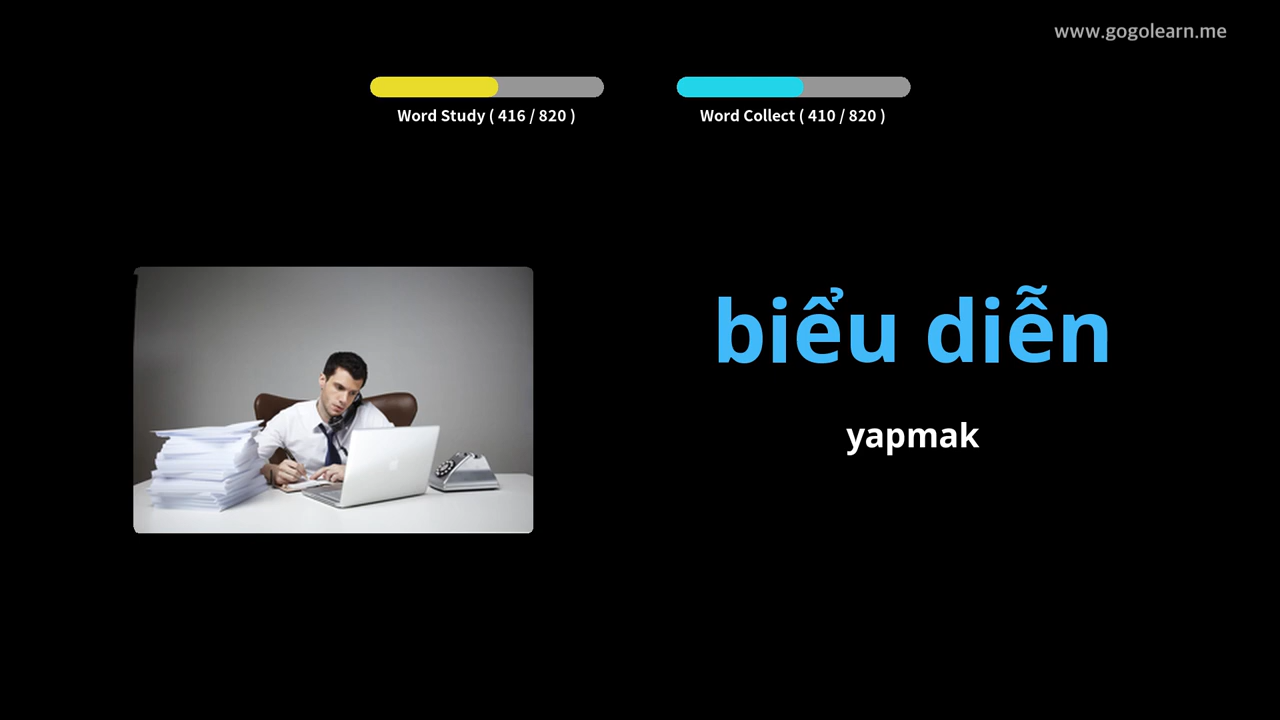 www.gogolearn.me
Word Study ( 416 / 820 )
Word Collect ( 410 / 820 )
biểu diễn
yapmak